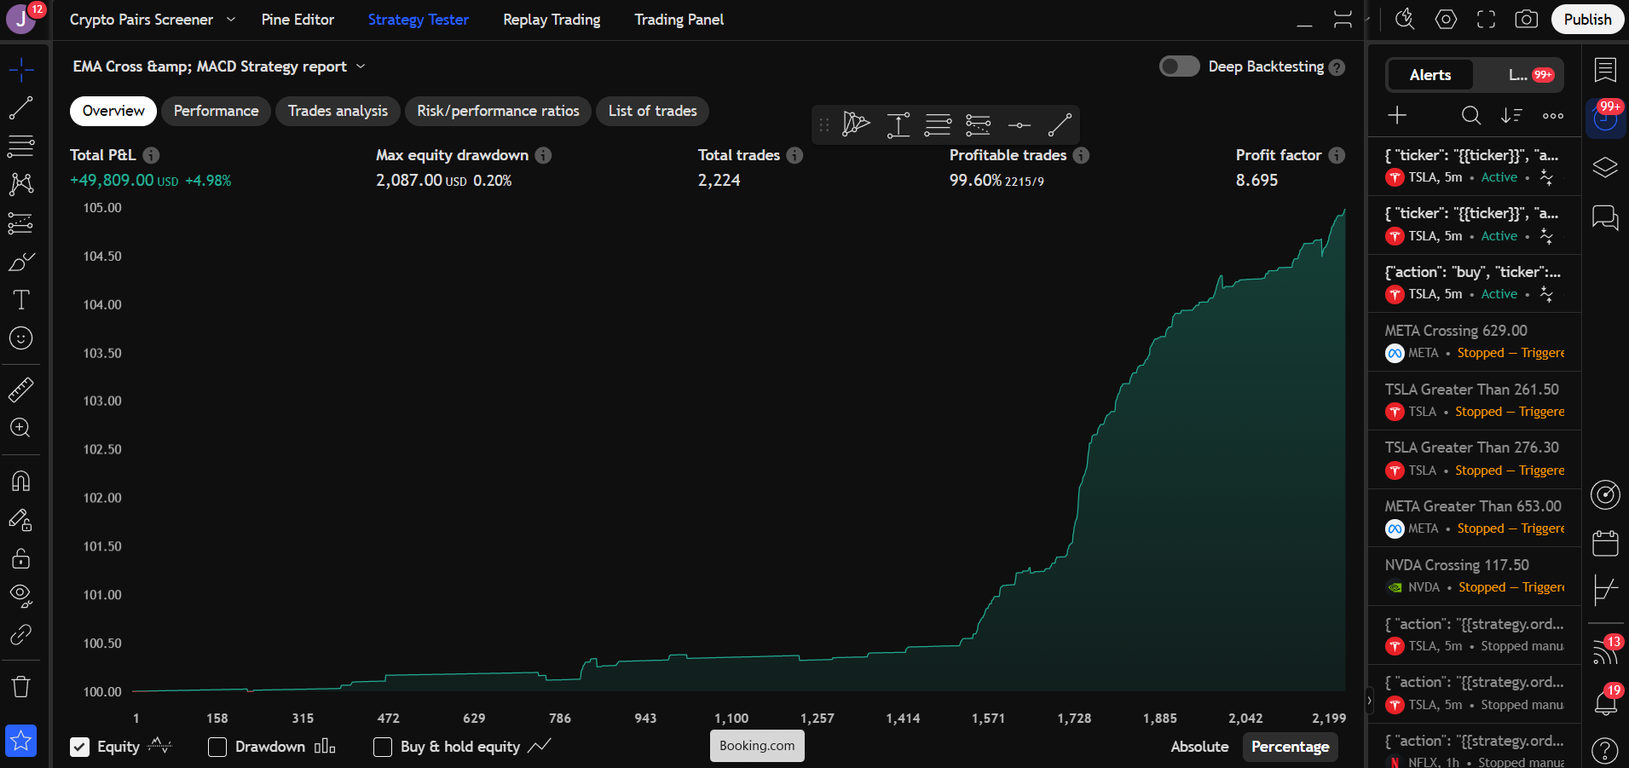 J 12 Crypto Pairs Screener Pine Editor Strategy Tester Replay Trading Trading Panel Publish
EMA Cross &amp; MACD Strategy report Deep Backtesting ?
Overview Performance Trades analysis Risk/performance ratios List of trades
Total P&L Max equity drawdown Total trades Profitable trades Profit factor
+49,809.00 USD +4.98% 2,087.00 USD 0.20% 2,224 99.60% 2215/9 8.695
105.00
104.50
104.00
103.50
103.00
102.50
102.00
101.50
101.00
100.50
100.00
1 158 315 472 629 786 943 1,100 1,257 1,414 1,571 1,728 1,885 2,042 2,199
Equity Drawdown Buy & hold equity Absolute Percentage
Booking.com
Alerts L... 99+
99+
{ "ticker": "{{ticker}}", "a...
TSLA, 5m • Active •
{ "ticker": "{{ticker}}", "a...
TSLA, 5m • Active •
{"action": "buy", "ticker":...
TSLA, 5m • Active •
META Crossing 629.00
META • Stopped — Triggere
TSLA Greater Than 261.50
TSLA • Stopped — Triggere
TSLA Greater Than 276.30
TSLA • Stopped — Triggere
META Greater Than 653.00
META • Stopped — Triggere
NVDA Crossing 117.50
NVDA • Stopped — Triggere
{ "action": "{{strategy.ord...
TSLA, 5m • Stopped manua
{ "action": "{{strategy.ord...
TSLA, 5m • Stopped manua
{ "action": "{{strategy.ord...
NFLX, 1h • Stopped manua
13
19
?